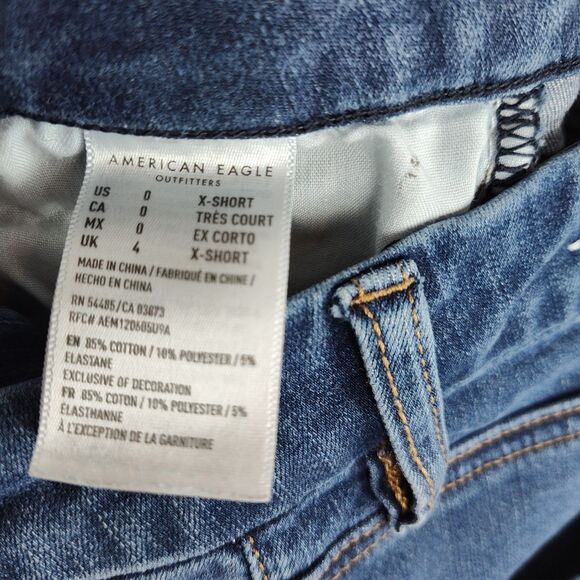 AMERICAN EAGLE
OUTFITTERS
US 0 X-SHORT
CA 0 TRÈS COURT
MX 0 EX CORTO
UK 4 X-SHORT
MADE IN CHINA / FABRIQUÉ EN CHINE /
HECHO EN CHINA
RN 54485/CA 03073
RFC# AEM120605U9A
EN 85% COTTON / 10% POLYESTER / 5%
ELASTANE
EXCLUSIVE OF DECORATION
FR 85% COTON / 10% POLYESTER / 5%
ÉLASTHANNE
À L'EXCEPTION DE LA GARNITURE